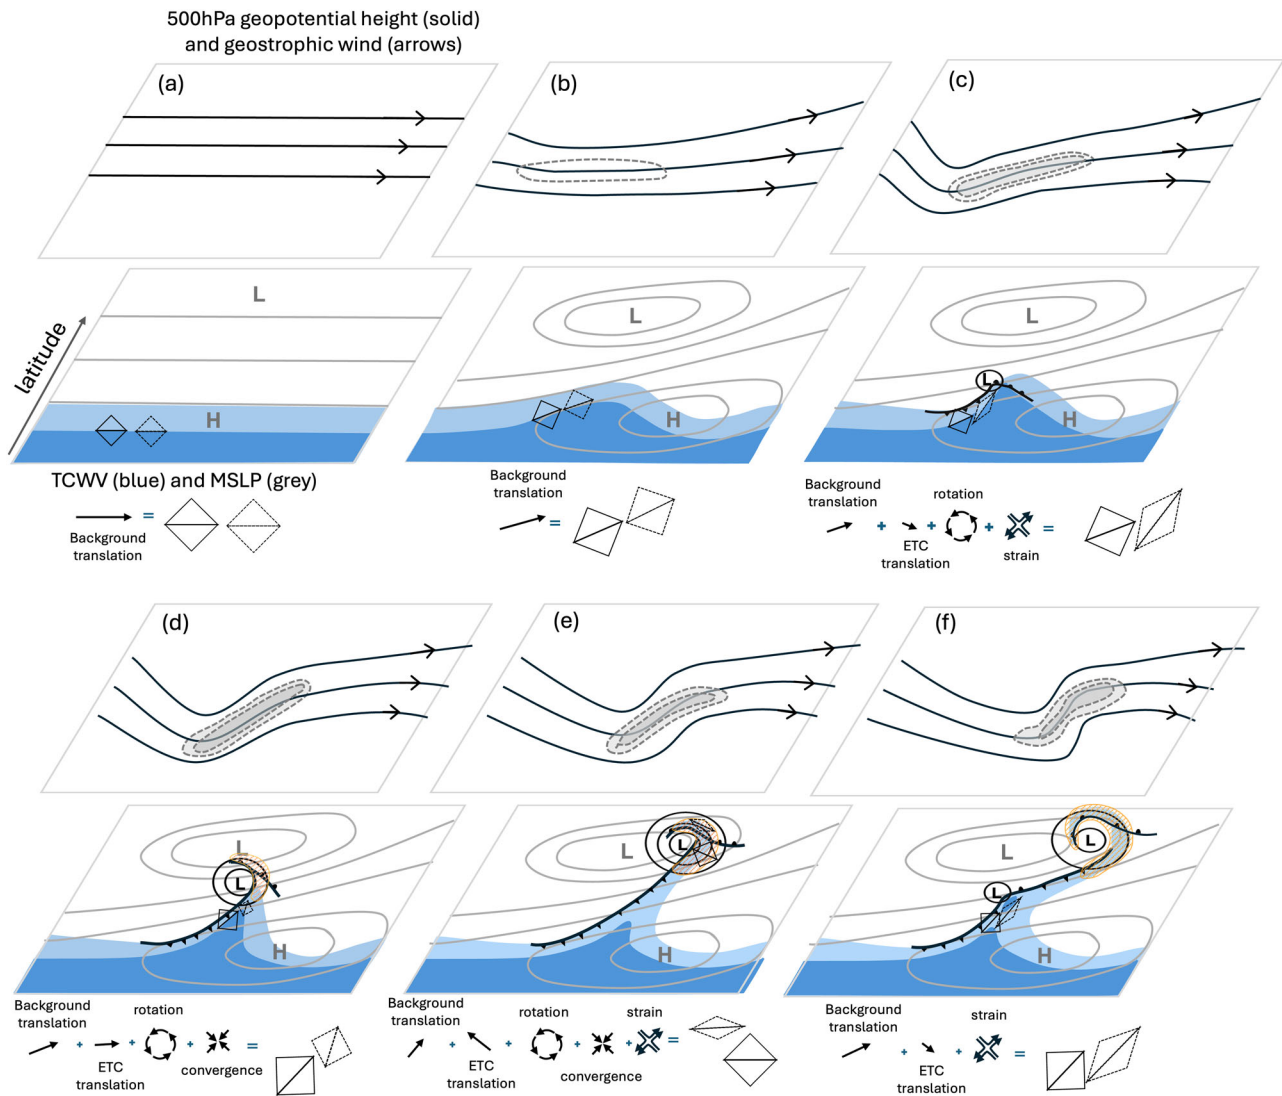 500hPa geopotential height (solid)
and geostrophic wind (arrows)
(a)
(b)
(c)
latitude
L
H
L
H
L
L
H
TCWV (blue) and MSLP (grey)
=
Background
translation
Background
translation
=
Background
translation
rotation
+ + + =
ETC
translation
strain
(d)
(e)
(f)
L
L
H
L
L
H
L
L
L
H
Background
translation
rotation
+ + + =
ETC
translation
convergence
Background
translation
rotation
strain
+ + + + =
ETC
translation
convergence
Background
translation
strain
+ + =
ETC
translation